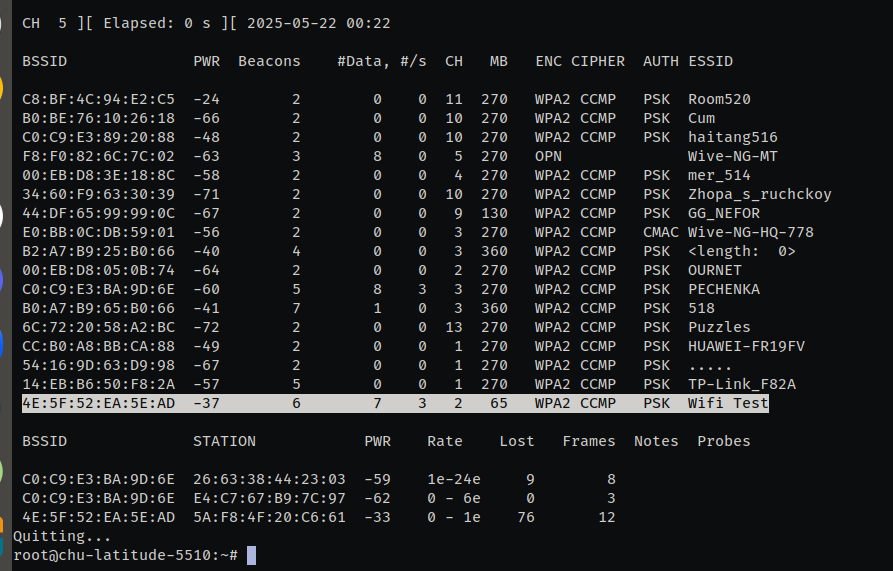 CH  5 ][ Elapsed: 0 s ][ 2025-05-22 00:22
BSSID              PWR  Beacons    #Data, #/s  CH   MB   ENC CIPHER  AUTH ESSID
C8:BF:4C:94:E2:C5  -24        2        0    0  11  270   WPA2 CCMP   PSK  Room520
B0:BE:76:10:26:18  -66        2        0    0  10  270   WPA2 CCMP   PSK  Cum
C0:C9:E3:89:20:88  -48        2        0    0  10  270   WPA2 CCMP   PSK  haitang516
F8:F0:82:6C:7C:02  -63        3        8    0   5  270   OPN              Wive-NG-MT
00:EB:D8:3E:18:8C  -58        2        0    0   4  270   WPA2 CCMP   PSK  mer_514
34:60:F9:63:30:39  -71        2        0    0  10  270   WPA2 CCMP   PSK  Zhopa_s_ruchckoy
44:DF:65:99:99:0C  -67        2        0    0   9  130   WPA2 CCMP   PSK  GG_NEFOR
E0:BB:0C:DB:59:01  -56        2        0    0   3  270   WPA2 CCMP   CMAC Wive-NG-HQ-778
B2:A7:B9:25:B0:66  -40        4        0    0   3  360   WPA2 CCMP   PSK  <length:  0>
00:EB:D8:05:0B:74  -64        2        0    0   2  270   WPA2 CCMP   PSK  OURNET
C0:C9:E3:BA:9D:6E  -60        5        8    3   3  270   WPA2 CCMP   PSK  PECHENKA
B0:A7:B9:65:B0:66  -41        7        1    0   3  360   WPA2 CCMP   PSK  518
6C:72:20:58:A2:BC  -72        2        0    0  13  270   WPA2 CCMP   PSK  Puzzles
CC:B0:A8:BB:CA:88  -49        2        0    0   1  270   WPA2 CCMP   PSK  HUAWEI-FR19FV
54:16:9D:63:D9:98  -67        2        0    0   1  270   WPA2 CCMP   PSK  .....
14:EB:B6:50:F8:2A  -57        5        0    0   1  270   WPA2 CCMP   PSK  TP-Link_F82A
4E:5F:52:EA:5E:AD  -37        6        7    3   2   65   WPA2 CCMP   PSK  Wifi Test
BSSID              STATION            PWR    Rate    Lost   Frames  Notes  Probes
C0:C9:E3:BA:9D:6E  26:63:38:44:23:03  -59    1e-24e     9        8
C0:C9:E3:BA:9D:6E  E4:C7:67:B9:7C:97  -62    0 - 6e     0        3
4E:5F:52:EA:5E:AD  5A:F8:4F:20:C6:61  -33    0 - 1e    76       12
Quitting...
root@chu-latitude-5510:~#